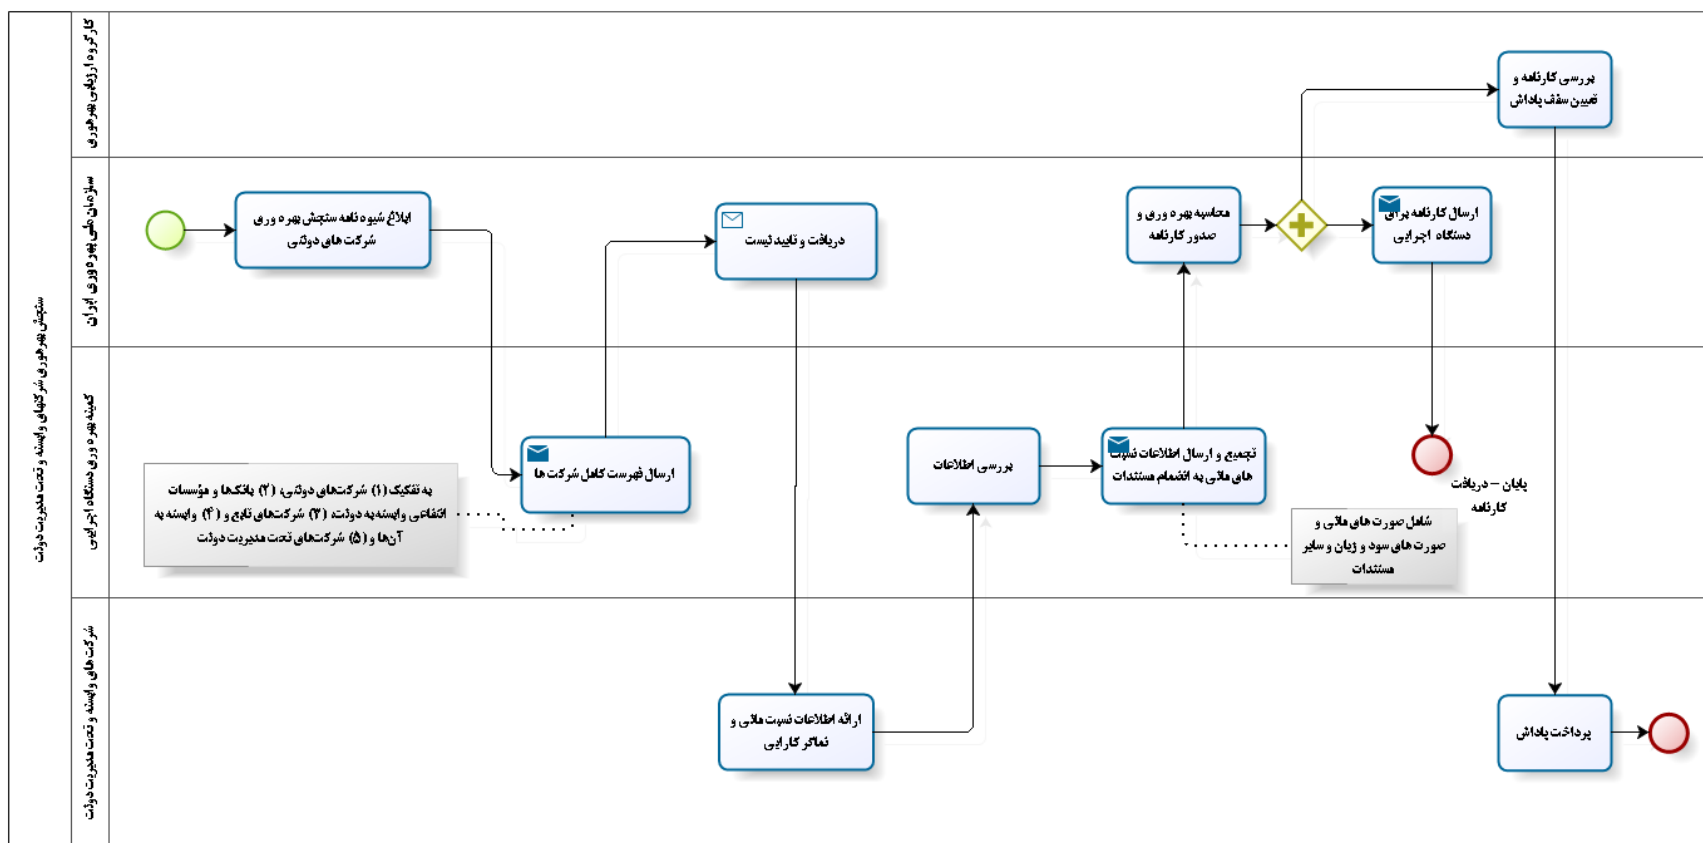 سنجش بهره‌وری شرکتهای وابسته و تحت مدیریت دولت
کارگروه ارزیابی بهره‌وری
بررسی کارنامه و
تعیین سقف پاداش
سازمان ملی بهره وری ایران
ابلاغ شیوه نامه سنجش بهره وری
شرکت های دولتی
دریافت و تایید لیست
محاسبه بهره وری و
صدور کارنامه
ارسال کارنامه برای
دستگاه اجرایی
کمیته بهره وری دستگاه اجرایی
ارسال فهرست کامل شرکت ها
به تفکیک (۱) شرکت‌های دولتی، (۲) بانک‌ها و مؤسسات
انتفاعی وابسته به دولت، (۳) شرکت‌های تابع و (۴) وابسته به
آن‌ها و (۵) شرکت‌های تحت مدیریت دولت
بررسی اطلاعات
تجمیع و ارسال اطلاعات نسبت
های مالی به انضمام مستندات
شامل صورت های مالی و
صورت های سود و زیان و سایر
مستندات
پایان – دریافت
کارنامه
شرکت‌های وابسته و تحت مدیریت دولت
ارائه اطلاعات نسبت مالی و
نماگر کارایی
پرداخت پاداش